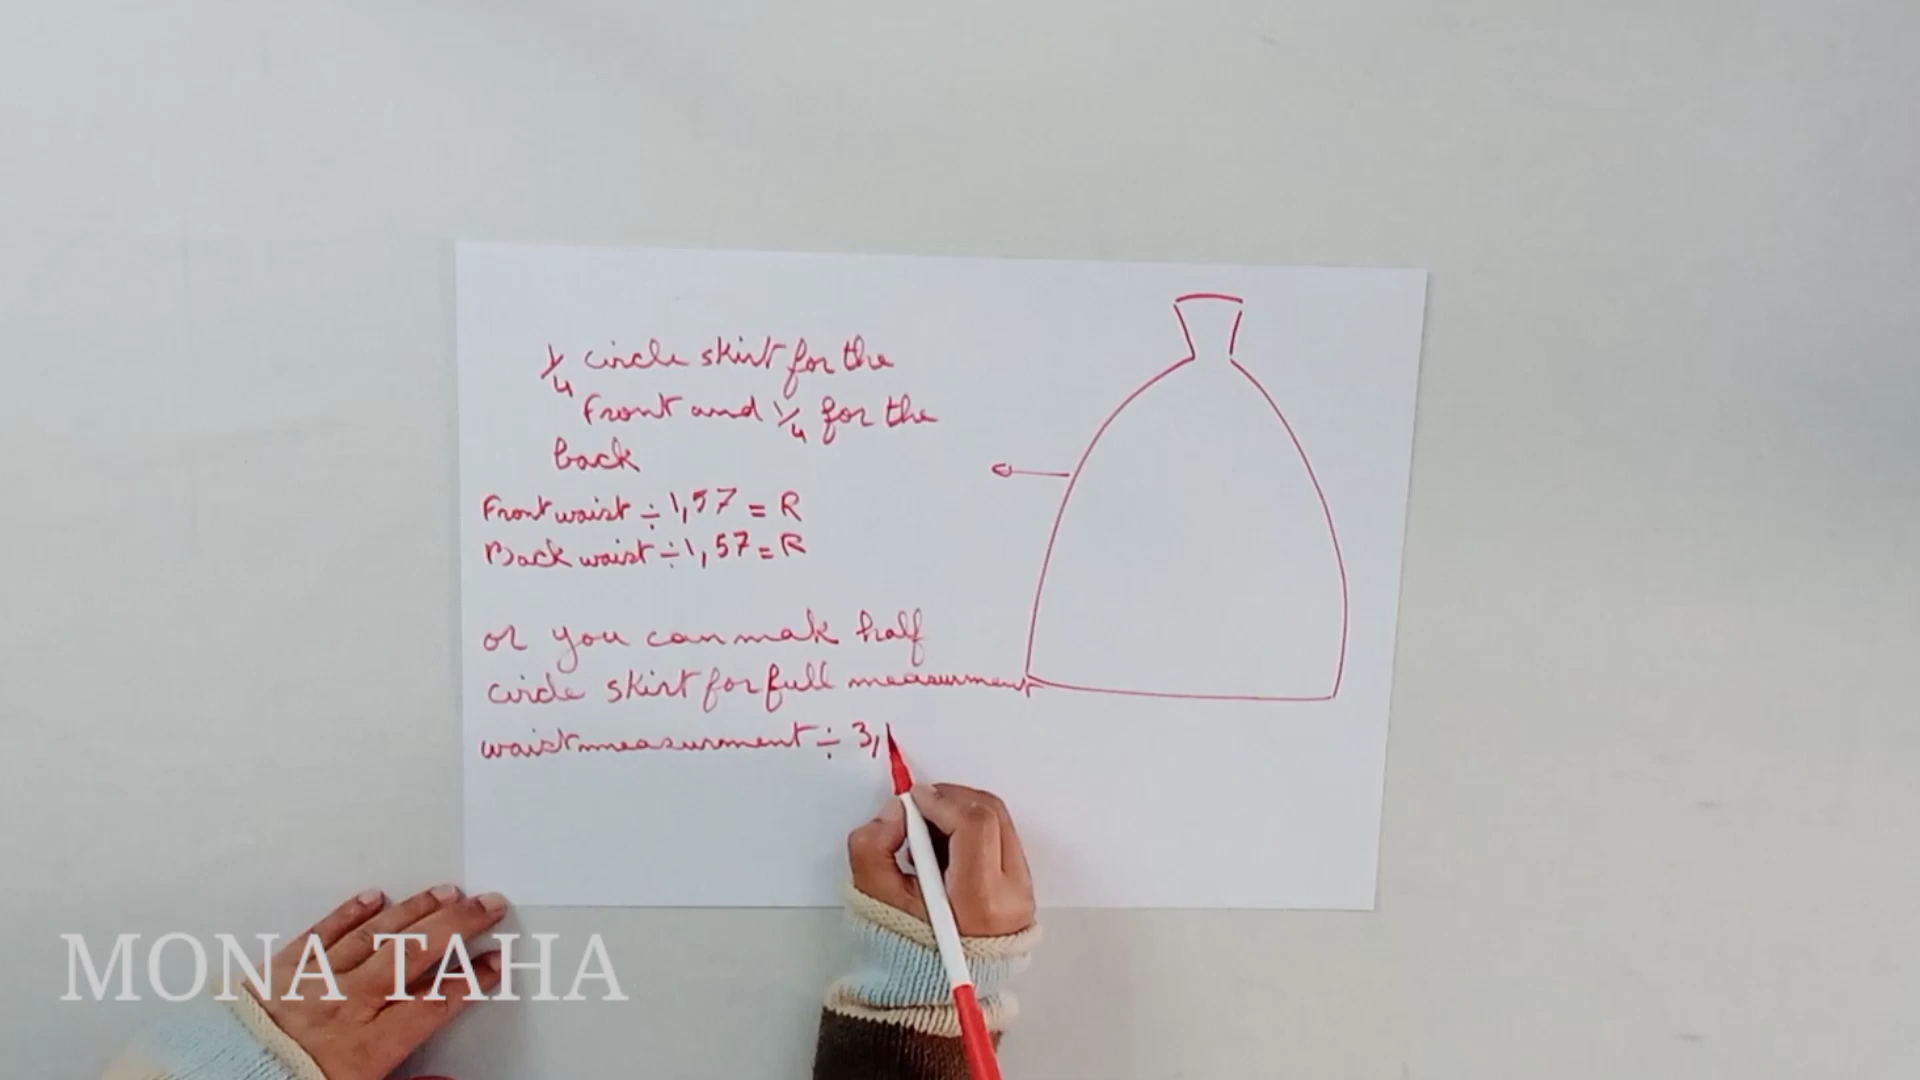 1/4 circle skirt for the
Front and 1/4 for the
back
Front waist ÷ 1,57 = R
Back waist ÷ 1,57 = R
or you can mak half
circle skirt for full measurment
waist measurment ÷ 3,1
MONA TAHA